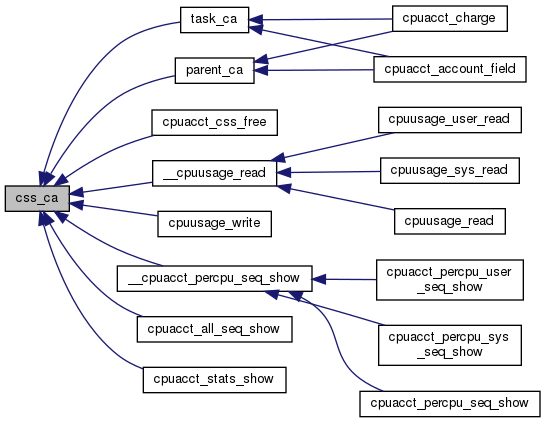 css_ca
task_ca
parent_ca
cpuacct_css_free
__cpuusage_read
cpuusage_write
__cpuacct_percpu_seq_show
cpuacct_all_seq_show
cpuacct_stats_show
cpuacct_charge
cpuacct_account_field
cpuusage_user_read
cpuusage_sys_read
cpuusage_read
cpuacct_percpu_user
_seq_show
cpuacct_percpu_sys
_seq_show
cpuacct_percpu_seq_show